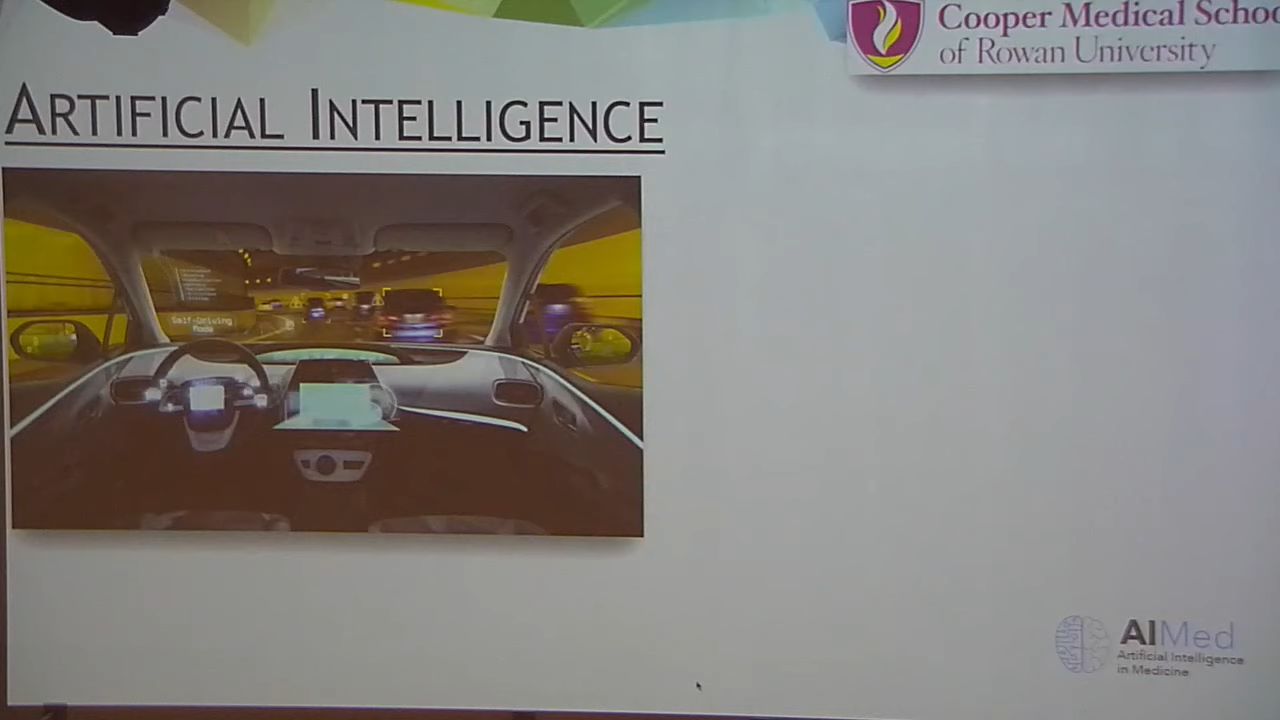 Cooper Medical Schoo
of Rowan University
ARTIFICIAL INTELLIGENCE
Self-Driving
Mode
AIMed
Artificial Intelligence
in Medicine